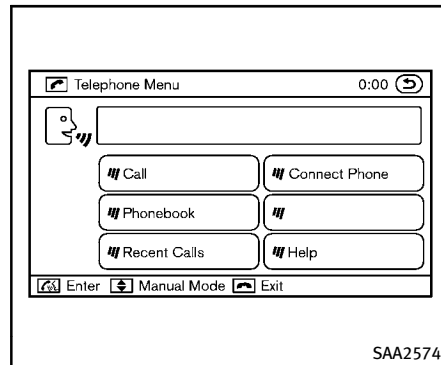 Telephone Menu 0:00
Call Connect Phone
Phonebook
Recent Calls Help
Enter Manual Mode Exit
SAA2574